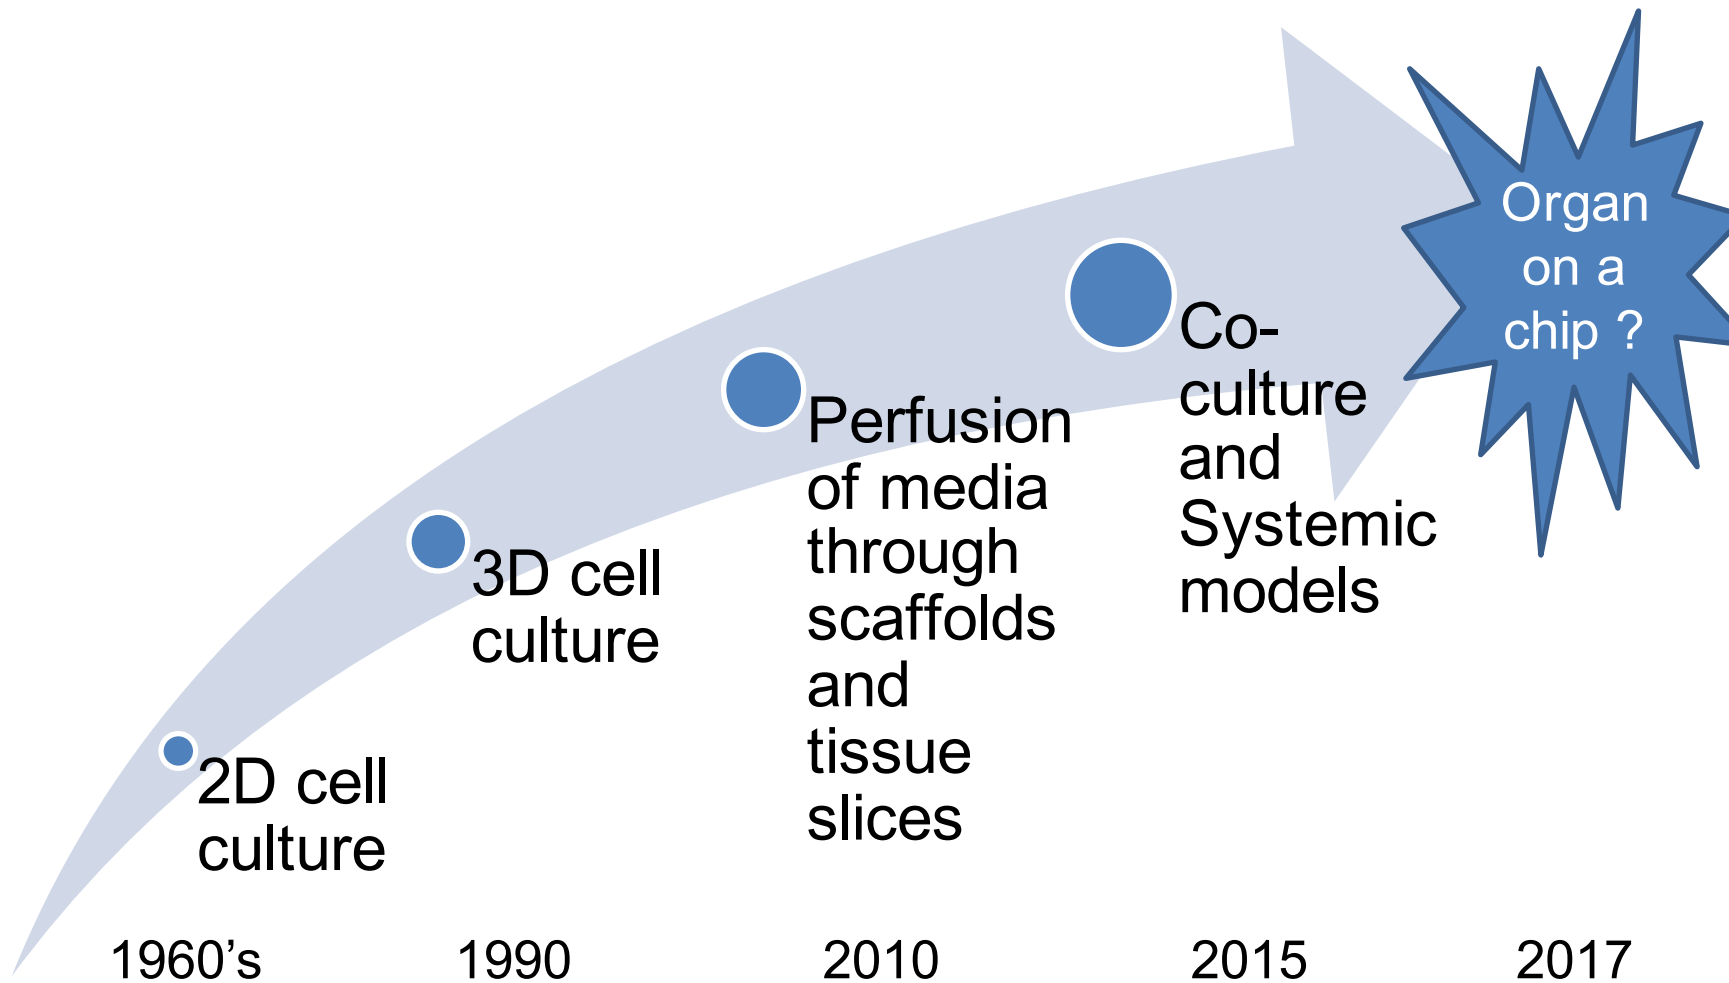 2D cell
culture
3D cell
culture
Perfusion
of media
through
scaffolds
and
tissue
slices
Co-
culture
and
Systemic
models
Organ
on a
chip ?
1960’s
1990
2010
2015
2017